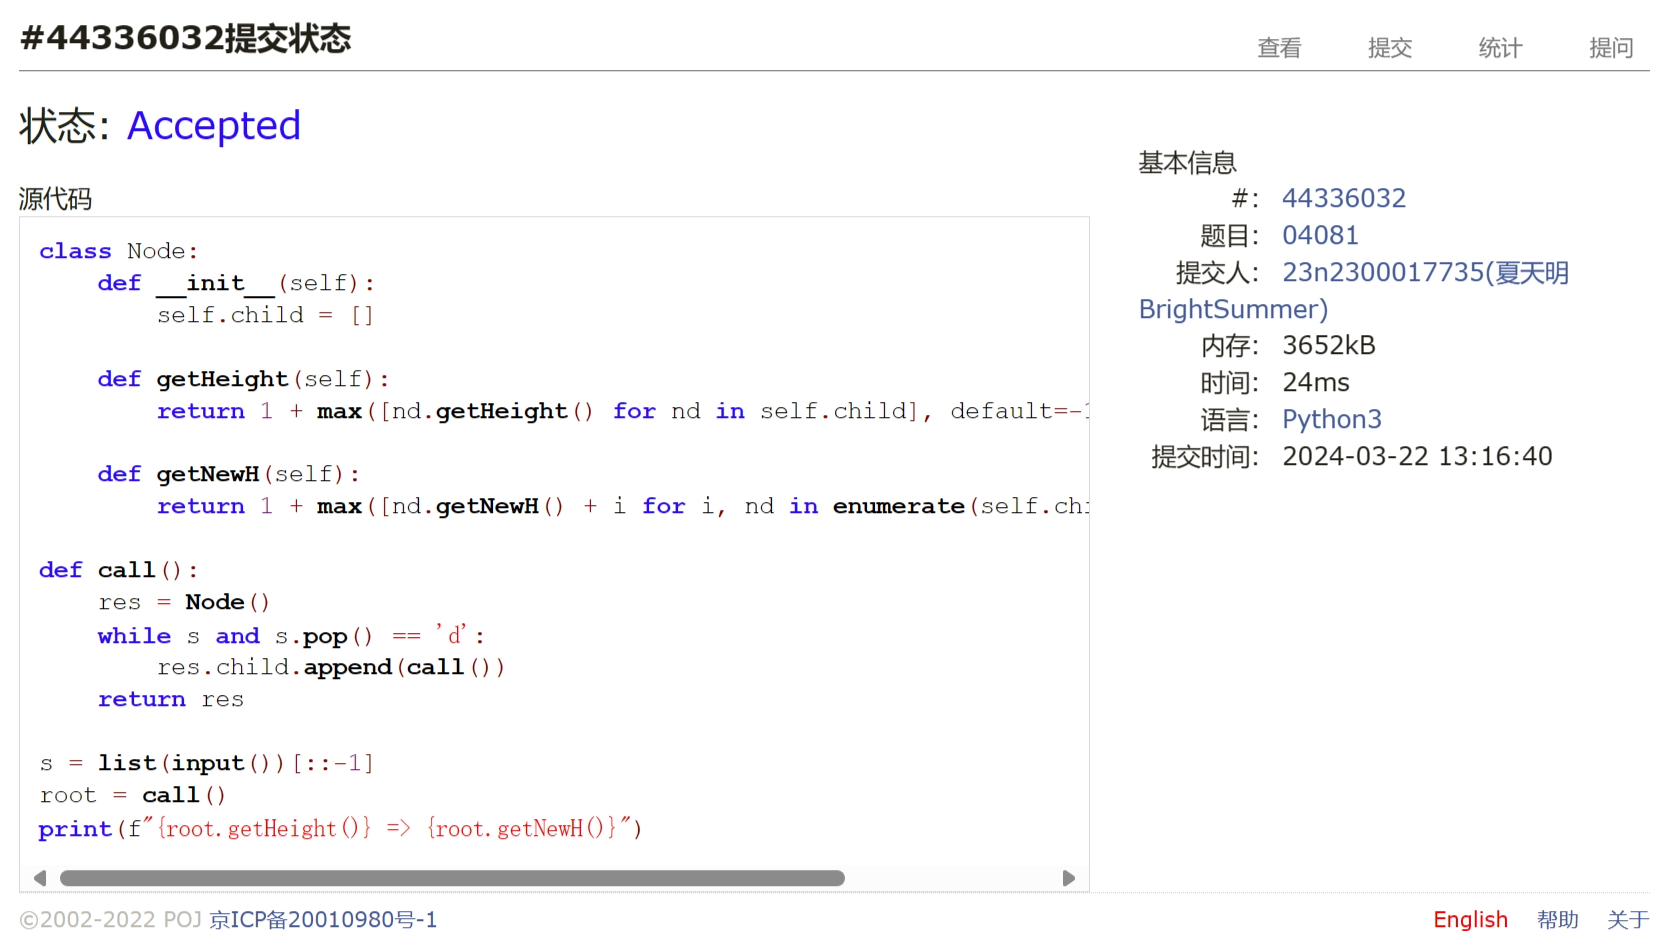 #44336032提交状态
查看 提交 统计 提问
状态: Accepted
源代码
class Node:
    def __init__(self):
        self.child = []

    def getHeight(self):
        return 1 + max([nd.getHeight() for nd in self.child], default=-1

    def getNewH(self):
        return 1 + max([nd.getNewH() + i for i, nd in enumerate(self.chi

def call():
    res = Node()
    while s and s.pop() == 'd':
        res.child.append(call())
    return res

s = list(input())[::-1]
root = call()
print(f"{root.getHeight()} => {root.getNewH()}")
基本信息
#: 44336032
题目: 04081
提交人: 23n2300017735(夏天明
BrightSummer)
内存: 3652kB
时间: 24ms
语言: Python3
提交时间: 2024-03-22 13:16:40
©2002-2022 POJ 京ICP备20010980号-1
English 帮助 关于